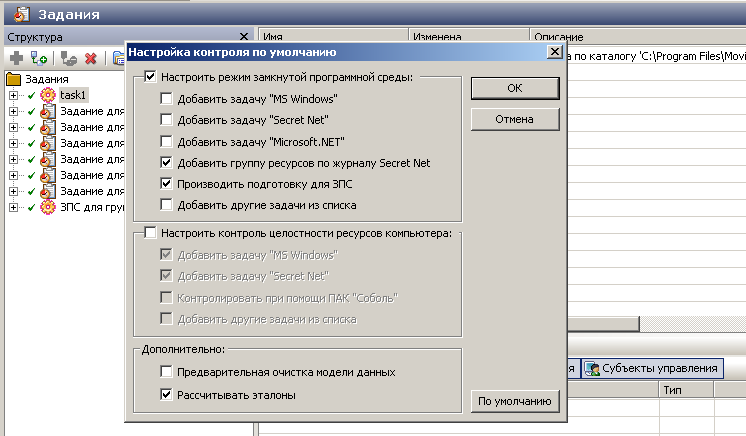 Задания
Структура
Имя
Изменена
Описание
Задания
task1
Задание для
Задание для
Задание для
Задание для
Задание для
Задание для
ЗПС для гру
а по каталогу 'C:\Program Files\Movi
Настройка контроля по умолчанию
Настроить режим замкнутой программной среды:
Добавить задачу "MS Windows"
Добавить задачу "Secret Net"
Добавить задачу "Microsoft.NET"
Добавить группу ресурсов по журналу Secret Net
Производить подготовку для ЗПС
Добавить другие задачи из списка
Настроить контроль целостности ресурсов компьютера:
Добавить задачу "MS Windows"
Добавить задачу "Secret Net"
Контролировать при помощи ПАК "Соболь"
Добавить другие задачи из списка
Дополнительно:
Предварительная очистка модели данных
Рассчитывать эталоны
OK
Отмена
По умолчанию
я
Субъекты управления
Тип